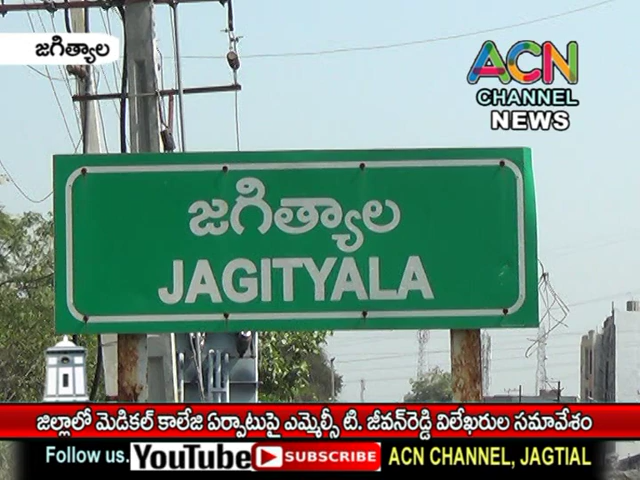 జగిత్యాల
ACN
CHANNEL
NEWS
జగిత్యాల
JAGITYALA
జిల్లాలో మెడికల్ కాలేజి ఏర్పాటుపై ఎమ్మెల్సీ టి. జీవన్‌రెడ్డి విలేఖరుల సమావేశం
Follow us. YouTube SUBSCRIBE ACN CHANNEL, JAGTIAL